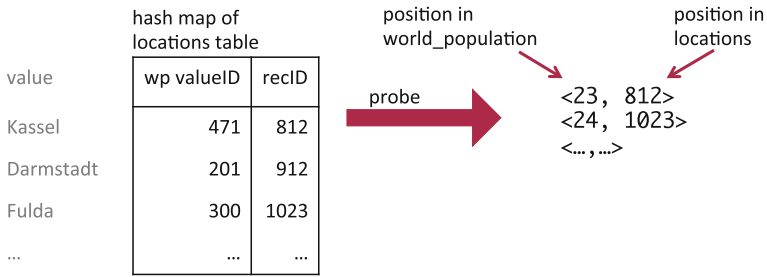 hash map of
locations table
value
wp valueID recID
Kassel 471 812
Darmstadt 201 912
Fulda 300 1023
... ... ...
probe
position in
world_population
position in
locations
<23, 812>
<24, 1023>
<…,…>